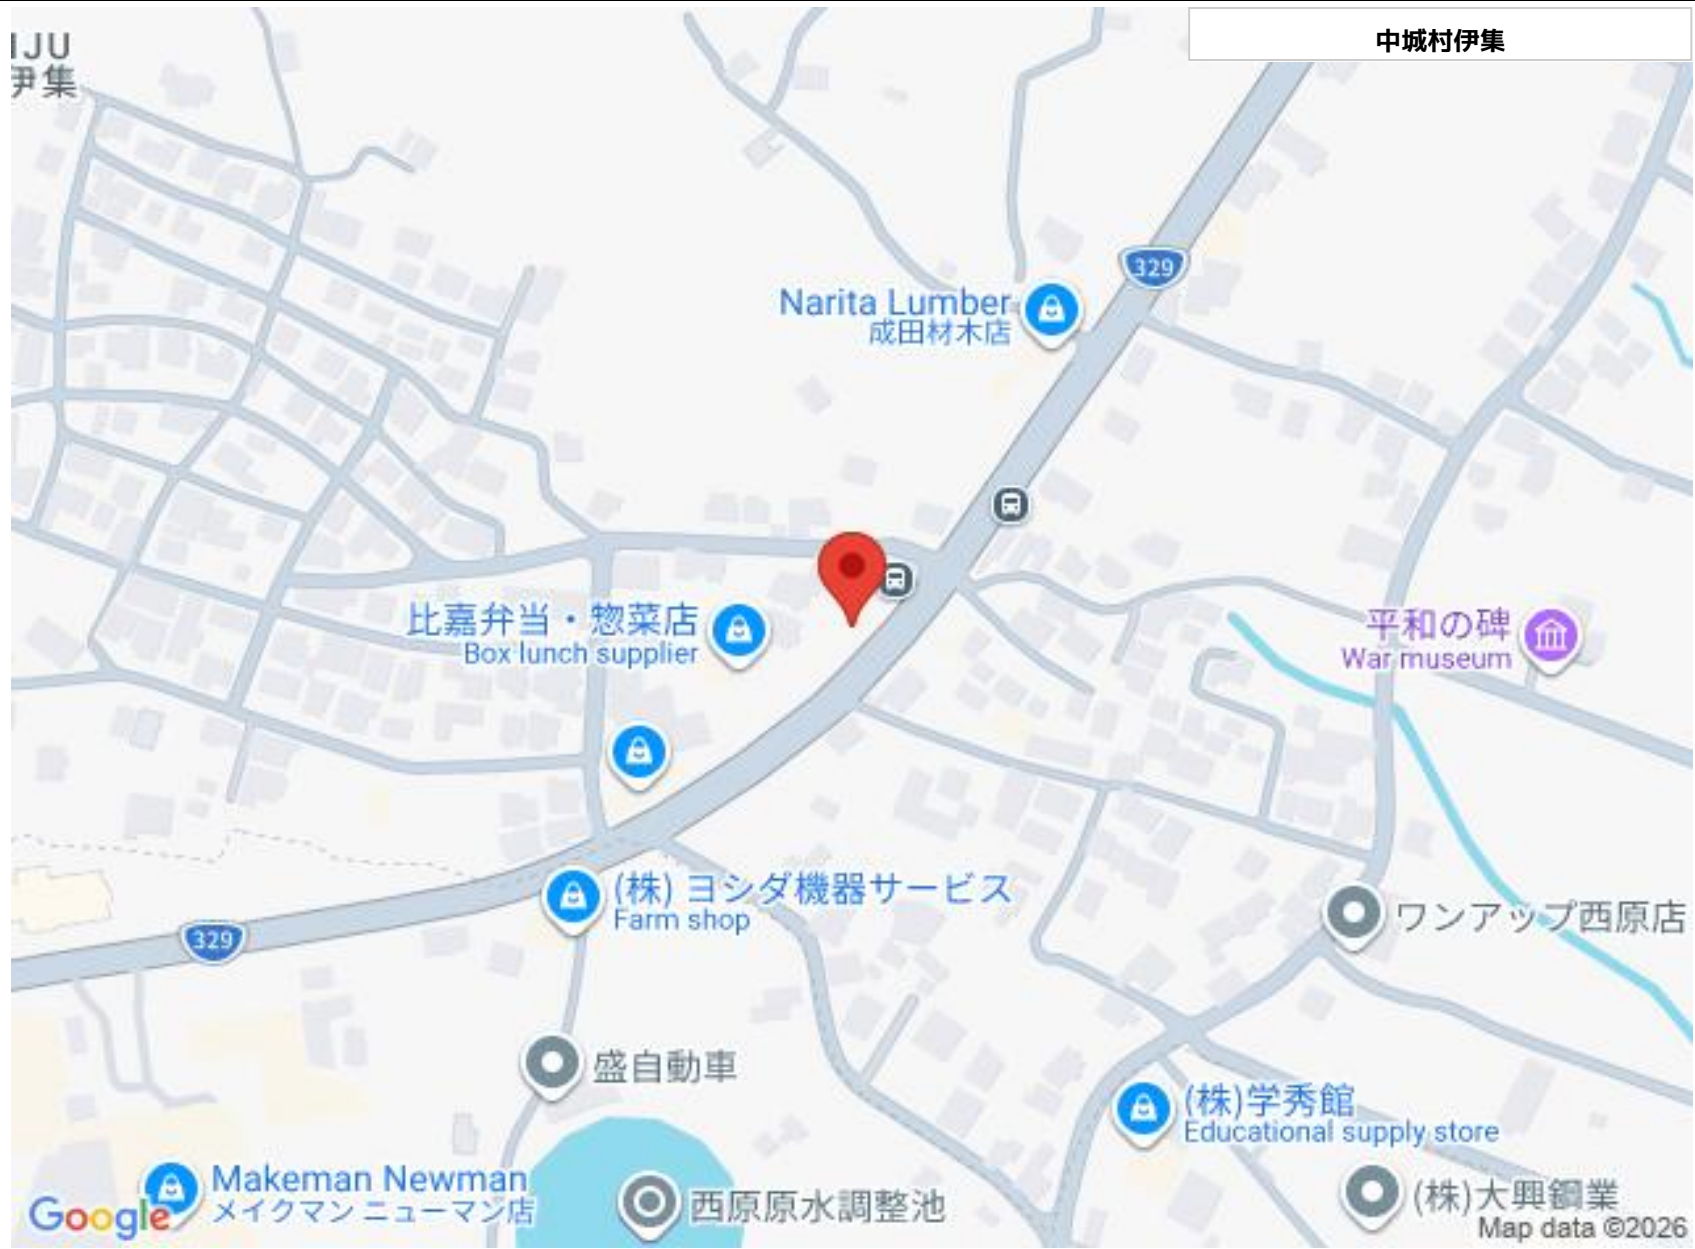 中城村伊集
IJU
伊集
329
Narita Lumber
成田材木店
比嘉弁当・惣菜店
Box lunch supplier
平和の碑
War museum
(株) ヨシダ機器サービス
Farm shop
ワンアップ西原店
329
盛自動車
(株)学秀館
Educational supply store
Makeman Newman
メイクマン ニューマン店
西原原水調整池
(株)大興鋼業
Google
Map data ©2026